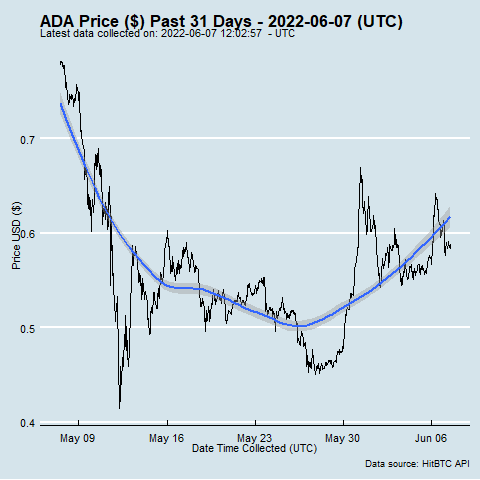 ADA Price ($) Past 31 Days - 2022-06-07 (UTC)
Latest data collected on: 2022-06-07 12:02:57 - UTC
0.7
0.6
0.5
0.4
Price USD ($)
May 09 May 16 May 23 May 30 Jun 06
Date Time Collected (UTC)
Data source: HitBTC API